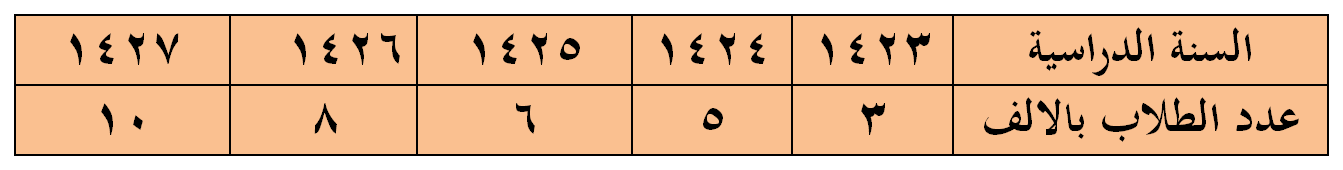 السنة الدراسية ١٤٢٣ ١٤٢٤ ١٤٢٥ ١٤٢٦ ١٤٢٧
عدد الطلاب بالالف ٣ ٥ ٦ ٨ ١٠